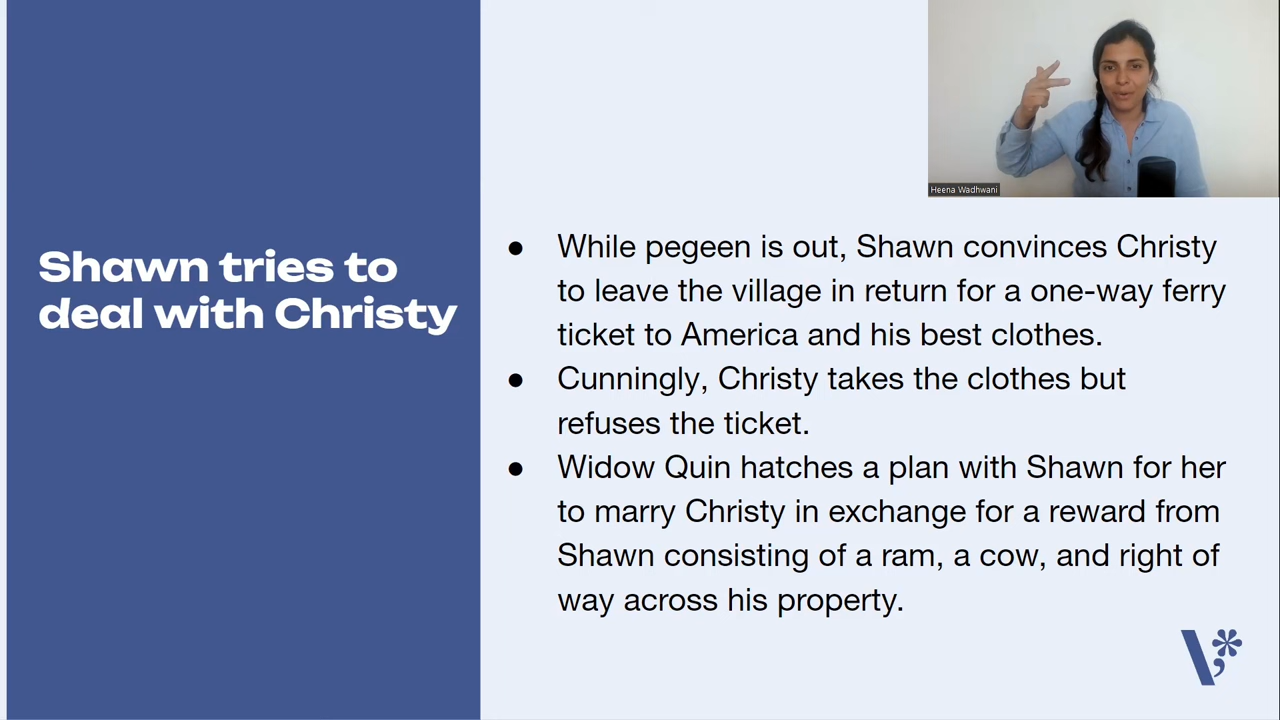 Heena Wadhwani
Shawn tries to
deal with Christy
● While pegeen is out, Shawn convinces Christy
to leave the village in return for a one-way ferry
ticket to America and his best clothes.
● Cunningly, Christy takes the clothes but
refuses the ticket.
● Widow Quin hatches a plan with Shawn for her
to marry Christy in exchange for a reward from
Shawn consisting of a ram, a cow, and right of
way across his property.